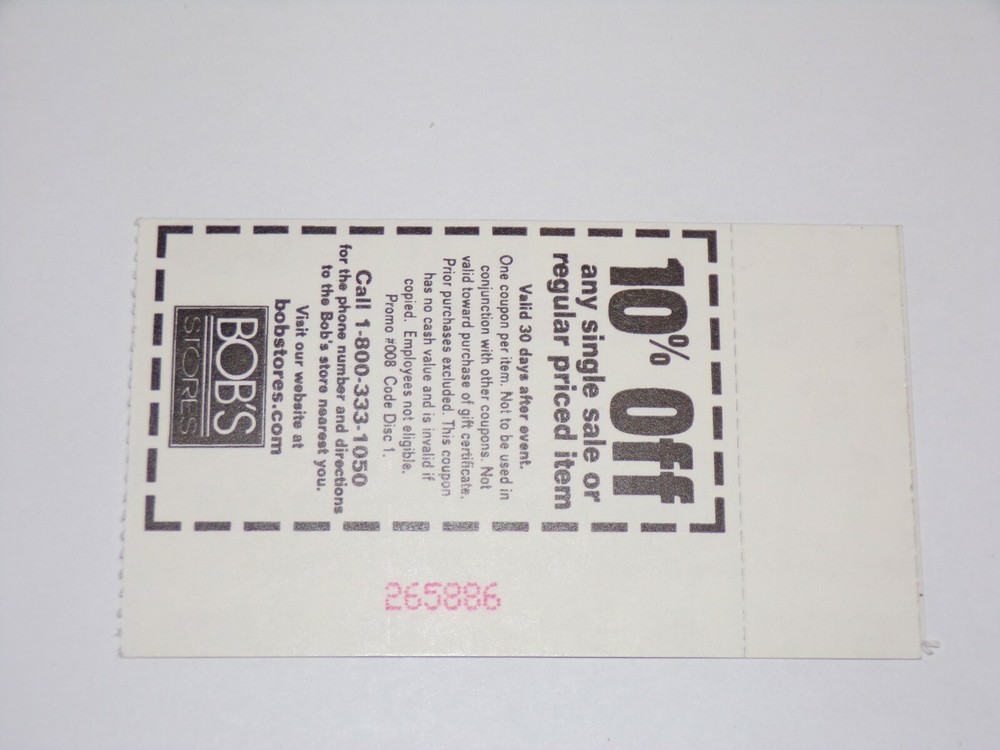 10% Off
any single sale or
regular priced item
Valid 30 days after event.
One coupon per item. Not to be used in
conjunction with other coupons. Not
valid toward purchase of gift certificate.
Prior purchases excluded. This coupon
has no cash value and is invalid if
copied. Employees not eligible.
Promo #008 Code Disc 1.
Call 1-800-333-1050
for the phone number and directions
to the Bob's store nearest you.
Visit our website at
bobstores.com
BOB'S
STORES
265886